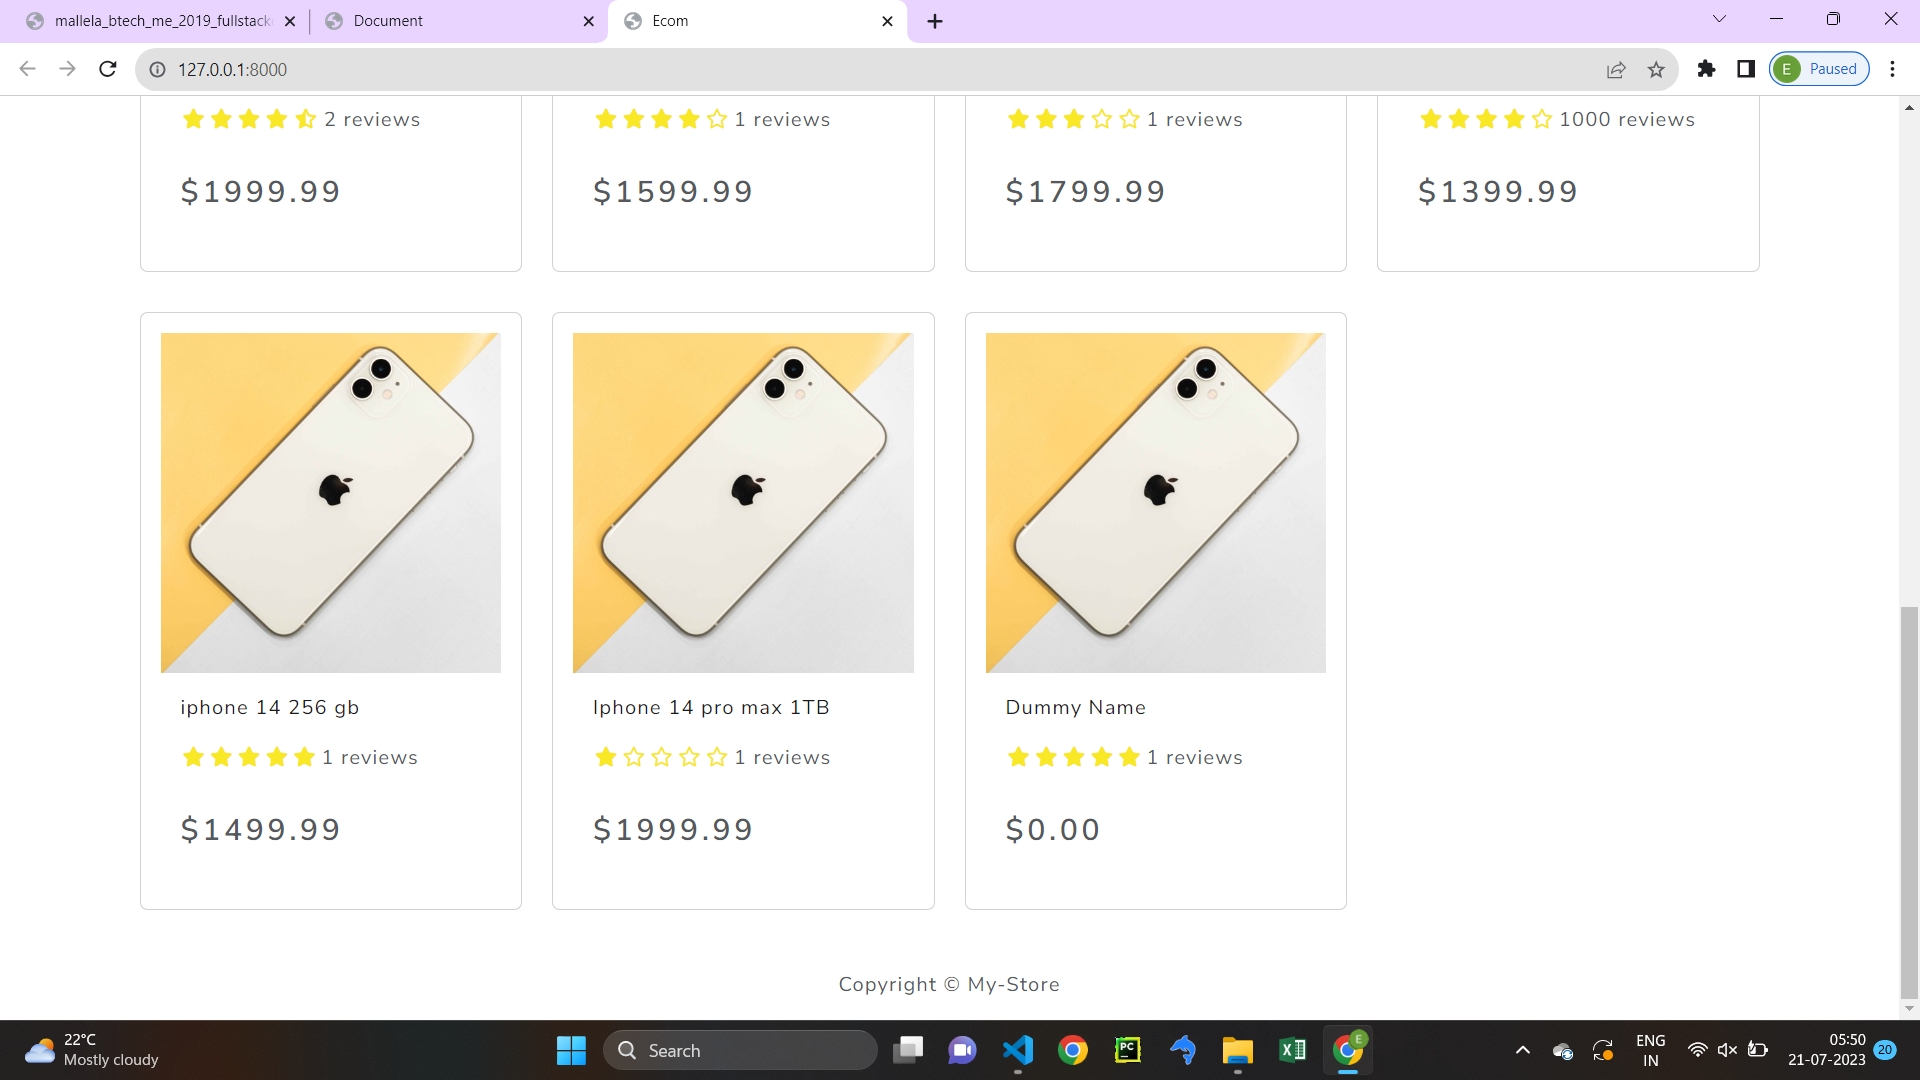 mallela_btech_me_2019_fullstack
Document
Ecom
127.0.0.1:8000
E
Paused
2 reviews
1 reviews
1 reviews
1000 reviews
$1999.99
$1599.99
$1799.99
$1399.99
iphone 14 256 gb
Iphone 14 pro max 1TB
Dummy Name
1 reviews
1 reviews
1 reviews
$1499.99
$1999.99
$0.00
Copyright © My-Store
22°C
Mostly cloudy
Search
PC
E
ENG
IN
05:50
21-07-2023
20